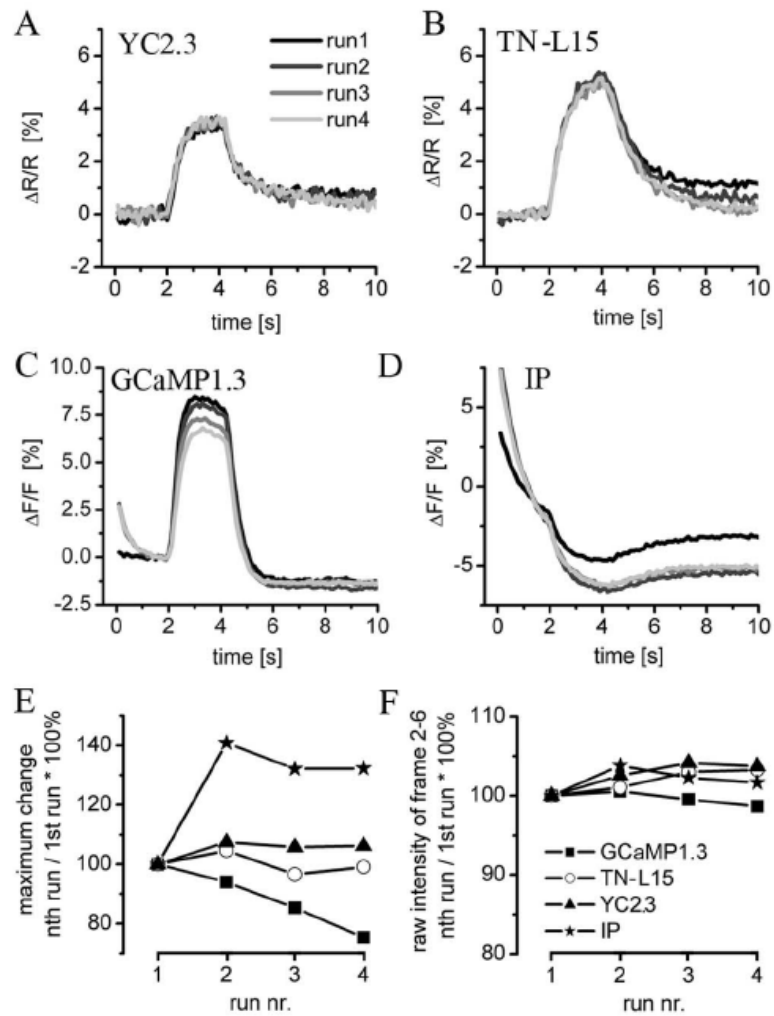 A
YC2.3
run1
run2
run3
run4
ΔR/R [%]
6
4
2
0
-2
0 2 4 6 8 10
time [s]
B
TN-L15
ΔR/R [%]
6
4
2
0
-2
0 2 4 6 8 10
time [s]
C
GCaMP1.3
ΔF/F [%]
10.0
7.5
5.0
2.5
0.0
-2.5
0 2 4 6 8 10
time [s]
D
IP
ΔF/F [%]
5
0
-5
0 2 4 6 8 10
time [s]
E
maximum change
nth run / 1st run * 100%
140
120
100
80
1 2 3 4
run nr.
F
raw intensity of frame 2-6
nth run / 1st run * 100%
110
100
90
80
GCaMP1.3
TN-L15
YC2.3
IP
1 2 3 4
run nr.